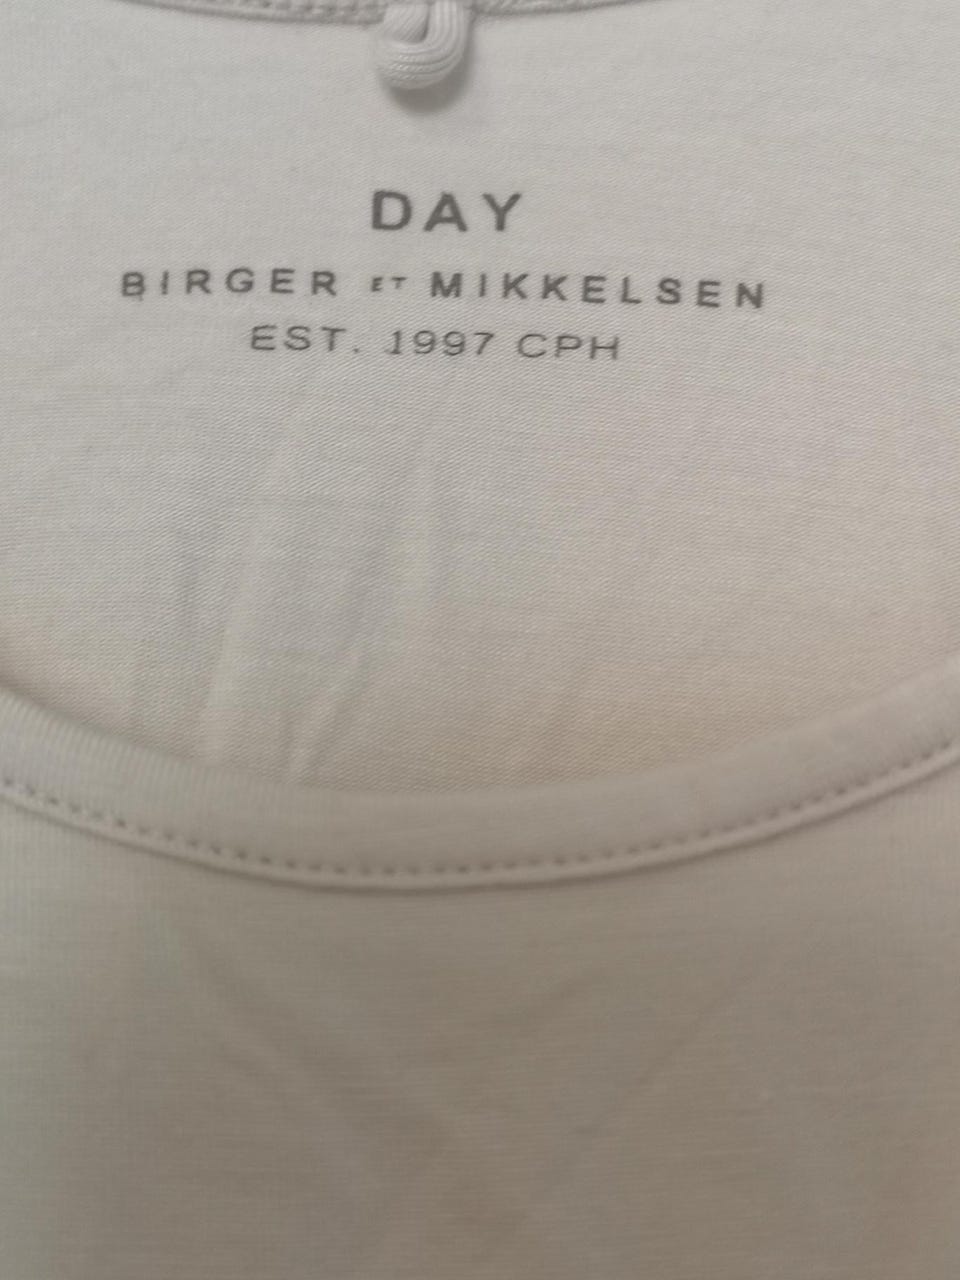 DAY
BIRGER ET MIKKELSEN
EST. 1997 CPH